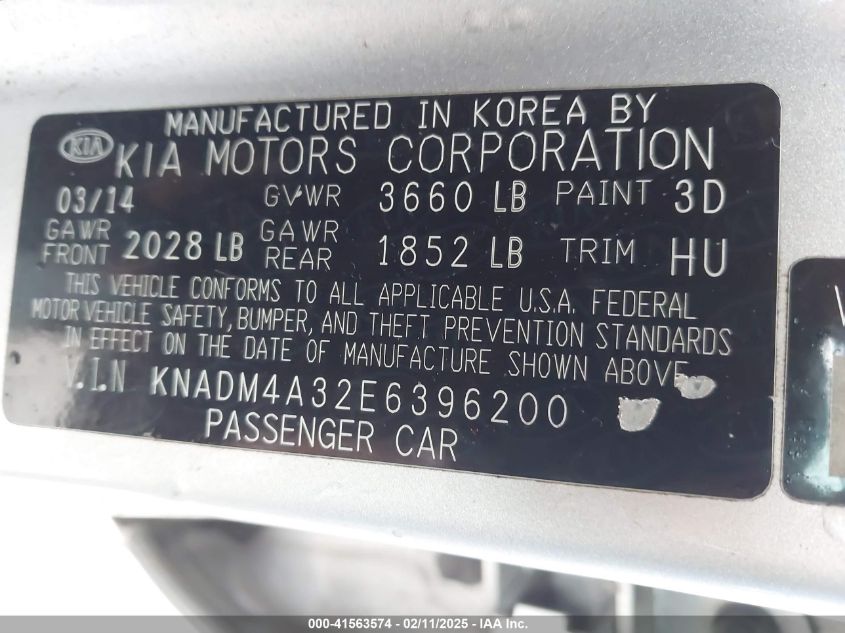 MANUFACTURED IN KOREA BY
KIA KIA MOTORS CORPORATION
03/14 GVWR 3660 LB PAINT 3D
GAWR FRONT 2028 LB GAWR REAR 1852 LB TRIM HU
THIS VEHICLE CONFORMS TO ALL APPLICABLE U.S.A. FEDERAL
MOTOR VEHICLE SAFETY, BUMPER, AND THEFT PREVENTION STANDARDS
IN EFFECT ON THE DATE OF MANUFACTURE SHOWN ABOVE
V.I.N KNADM4A32E6396200
PASSENGER CAR
000-41563574 / 02/11/2025 - IAA Inc.